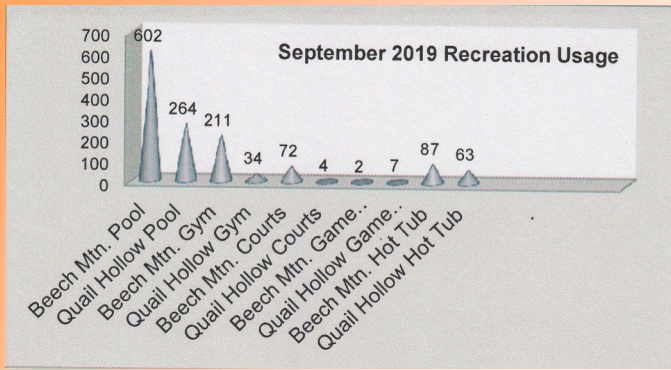 September 2019 Recreation Usage
700
600
500
400
300
200
100
0
602
264
211
34
72
4
2
7
87
63
Beech Mtn. Pool
Quail Hollow Pool
Beech Mtn. Gym
Quail Hollow Gym
Beech Mtn. Courts
Quail Hollow Courts
Beech Mtn. Game..
Quail Hollow Game..
Beech Mtn. Hot Tub
Quail Hollow Hot Tub